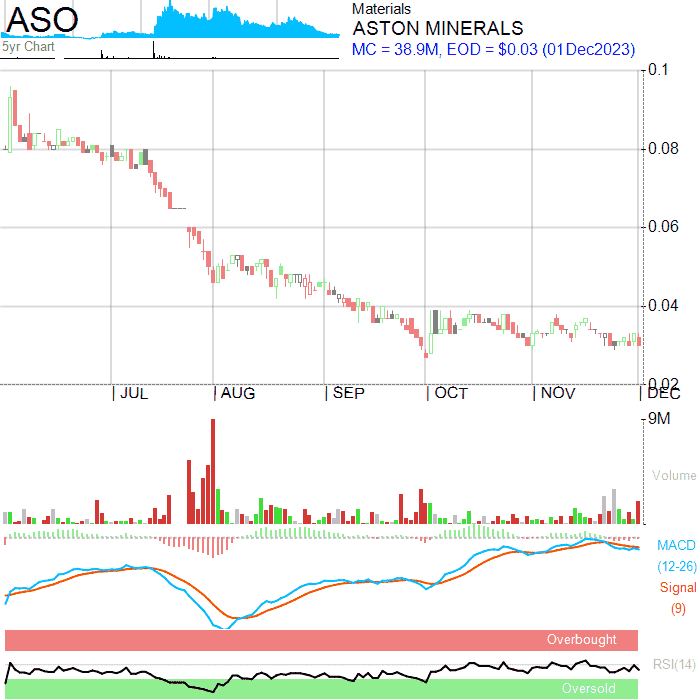 ASO
5yr Chart
Materials
ASTON MINERALS
MC = 38.9M, EOD = $0.03 (01Dec2023)
0.1
0.08
0.06
0.04
0.02
JUL AUG SEP OCT NOV DEC
9M
Volume
MACD
(12-26)
Signal
(9)
Overbought
RSI(14)
Oversold